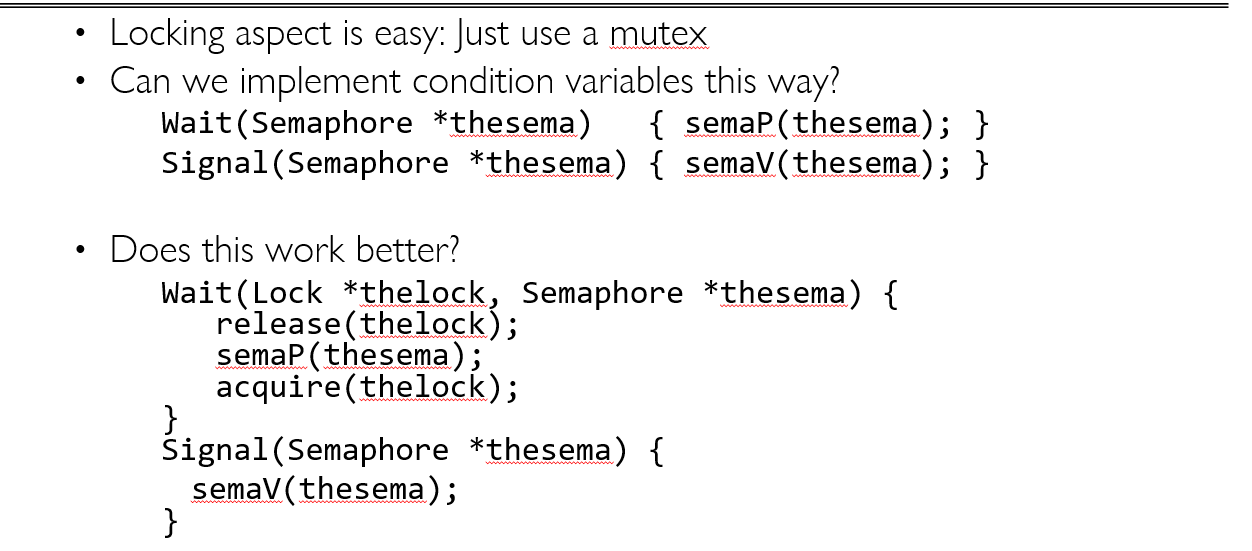 • Locking aspect is easy: Just use a mutex
• Can we implement condition variables this way?
Wait(Semaphore *thesema) { semaP(thesema); }
Signal(Semaphore *thesema) { semaV(thesema); }
• Does this work better?
Wait(Lock *thelock, Semaphore *thesema) {
release(thelock);
semaP(thesema);
acquire(thelock);
}
Signal(Semaphore *thesema) {
semaV(thesema);
}